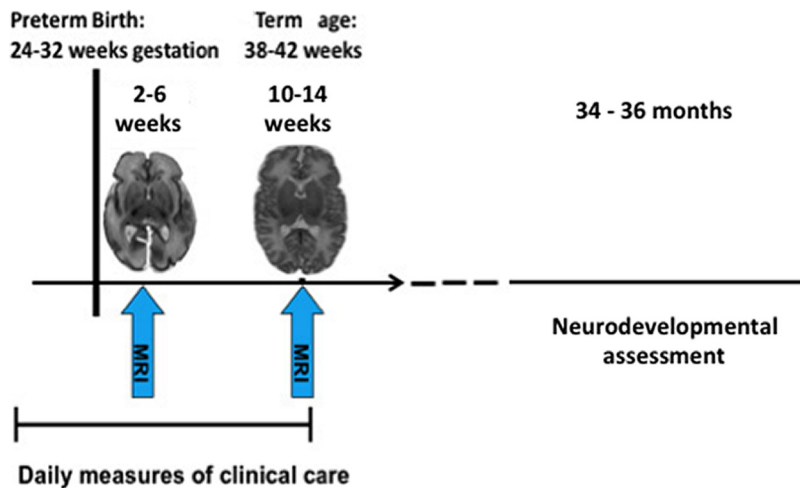 Preterm Birth:
24-32 weeks gestation
Term age:
38-42 weeks
2-6
weeks
10-14
weeks
34 - 36 months
MRI
MRI
Neurodevelopmental
assessment
Daily measures of clinical care